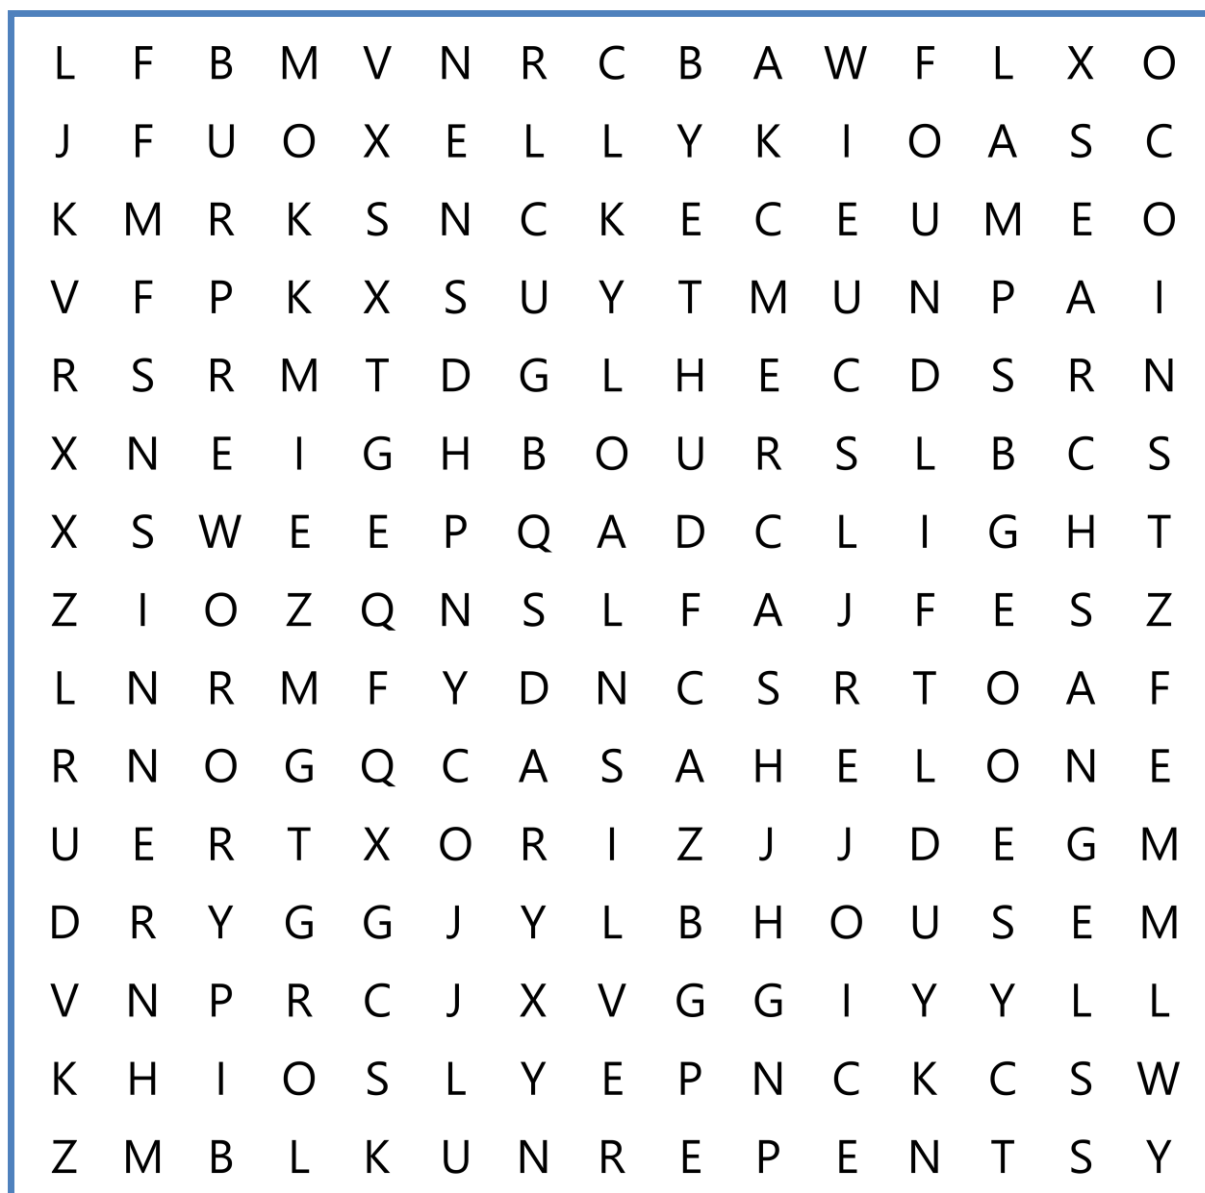 L F B M V N R C B A W F L X O
J F U O X E L L Y K I O A S C
K M R K S N C K E C E U M E O
V F P K X S U Y T M U N P A I
R S R M T D G L H E C D S R N
X N E I G H B O U R S L B C S
X S W E E P Q A D C L I G H T
Z I O Z Q N S L F A J F E S Z
L N R M F Y D N C S R T O A F
R N O G Q C A S A H E L O N E
U E R T X O R I Z J J D E G M
D R Y G G J Y L B H O U S E M
V N P R C J X V G G I Y Y L L
K H I O S L Y E P N C K C S W
Z M B L K U N R E P E N T S Y